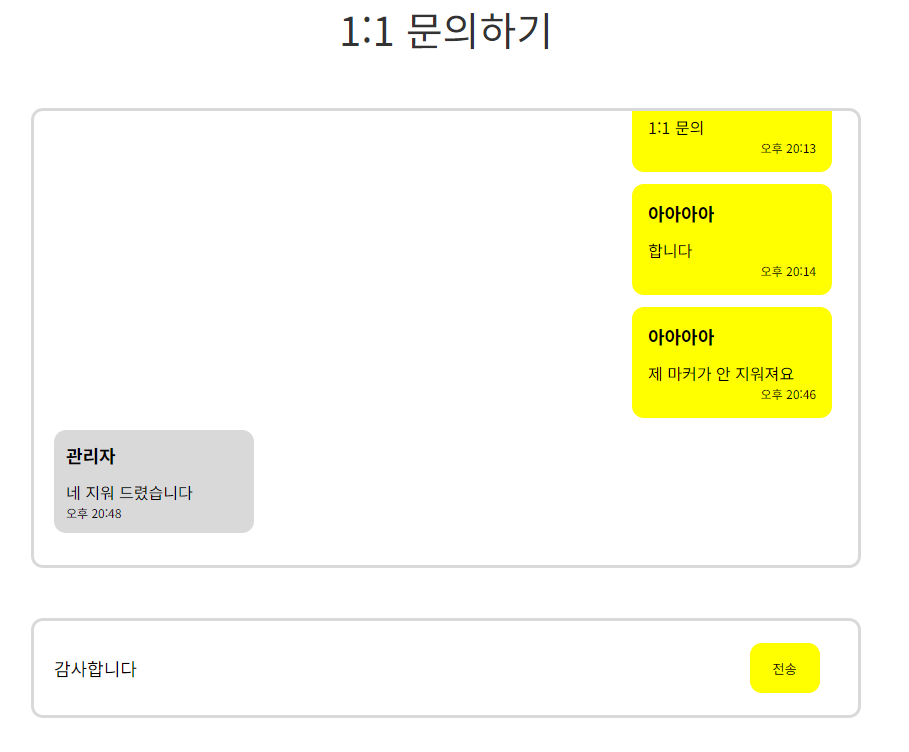 1:1 문의하기
1:1 문의
오후 20:13
아아아아
합니다
오후 20:14
아아아아
제 마커가 안 지워져요
오후 20:46
관리자
네 지워 드렸습니다
오후 20:48
감사합니다
전송